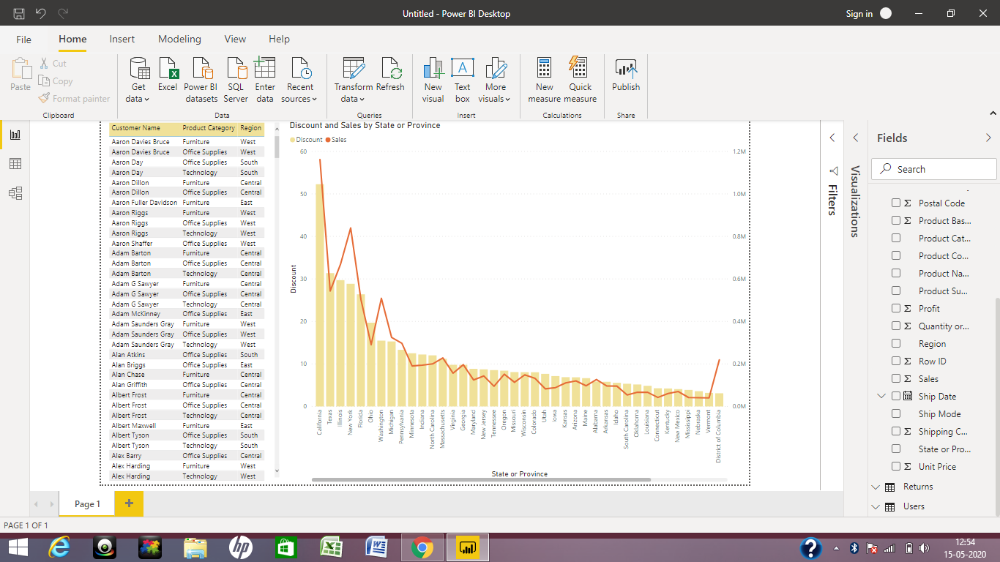 Untitled - Power BI Desktop
Sign in
File Home Insert Modeling View Help
Paste
Cut
Copy
Format painter
Clipboard
Get data
Excel
Power BI datasets
SQL Server
Enter data
Recent sources
Data
Transform data
Refresh
Queries
New visual
Text box
More visuals
Insert
New measure
Quick measure
Calculations
Publish
Share
Customer Name Product Category Region
Aaron Davies Bruce Furniture West
Aaron Davies Bruce Office Supplies West
Aaron Day Office Supplies South
Aaron Day Technology South
Aaron Dillon Furniture Central
Aaron Dillon Office Supplies Central
Aaron Fuller Davidson Furniture East
Aaron Riggs Furniture West
Aaron Riggs Office Supplies West
Aaron Riggs Technology West
Aaron Shaffer Office Supplies West
Adam Barton Furniture Central
Adam Barton Office Supplies Central
Adam Barton Technology Central
Adam G Sawyer Furniture Central
Adam G Sawyer Office Supplies Central
Adam G Sawyer Technology Central
Adam McKinney Office Supplies East
Adam Saunders Gray Furniture West
Adam Saunders Gray Office Supplies West
Adam Saunders Gray Technology West
Alan Atkins Office Supplies South
Alan Briggs Office Supplies East
Alan Chase Furniture Central
Alan Griffith Office Supplies Central
Albert Frost Furniture Central
Albert Frost Office Supplies Central
Albert Frost Technology Central
Albert Maxwell Furniture East
Albert Tyson Office Supplies South
Albert Tyson Technology South
Alex Barry Office Supplies Central
Alex Harding Furniture West
Alex Harding Technology West
Discount and Sales by State or Province
Discount Sales
60
50
40
30
20
10
0
Discount
1.2M
1.0M
0.8M
0.6M
0.4M
0.2M
0.0M
California
Texas
Illinois
New York
Florida
Ohio
Washington
Michigan
Pennsylvania
Minnesota
Indiana
North Carolina
Massachusetts
Virginia
Georgia
Maryland
New Jersey
Tennessee
Oregon
Missouri
Wisconsin
Colorado
Utah
Iowa
Kansas
Arizona
Maine
Alabama
Arkansas
Idaho
South Carolina
Oklahoma
Louisiana
Connecticut
Kentucky
New Mexico
Mississippi
Nebraska
Vermont
District of Columbia
State or Province
Filters
Visualizations
Fields
Search
Postal Code
Product Bas...
Product Cat...
Product Co...
Product Na...
Product Su...
Profit
Quantity or...
Region
Row ID
Sales
Ship Date
Ship Mode
Shipping C...
State or Pro...
Unit Price
Returns
Users
Page 1
PAGE 1 OF 1
12:54
15-05-2020